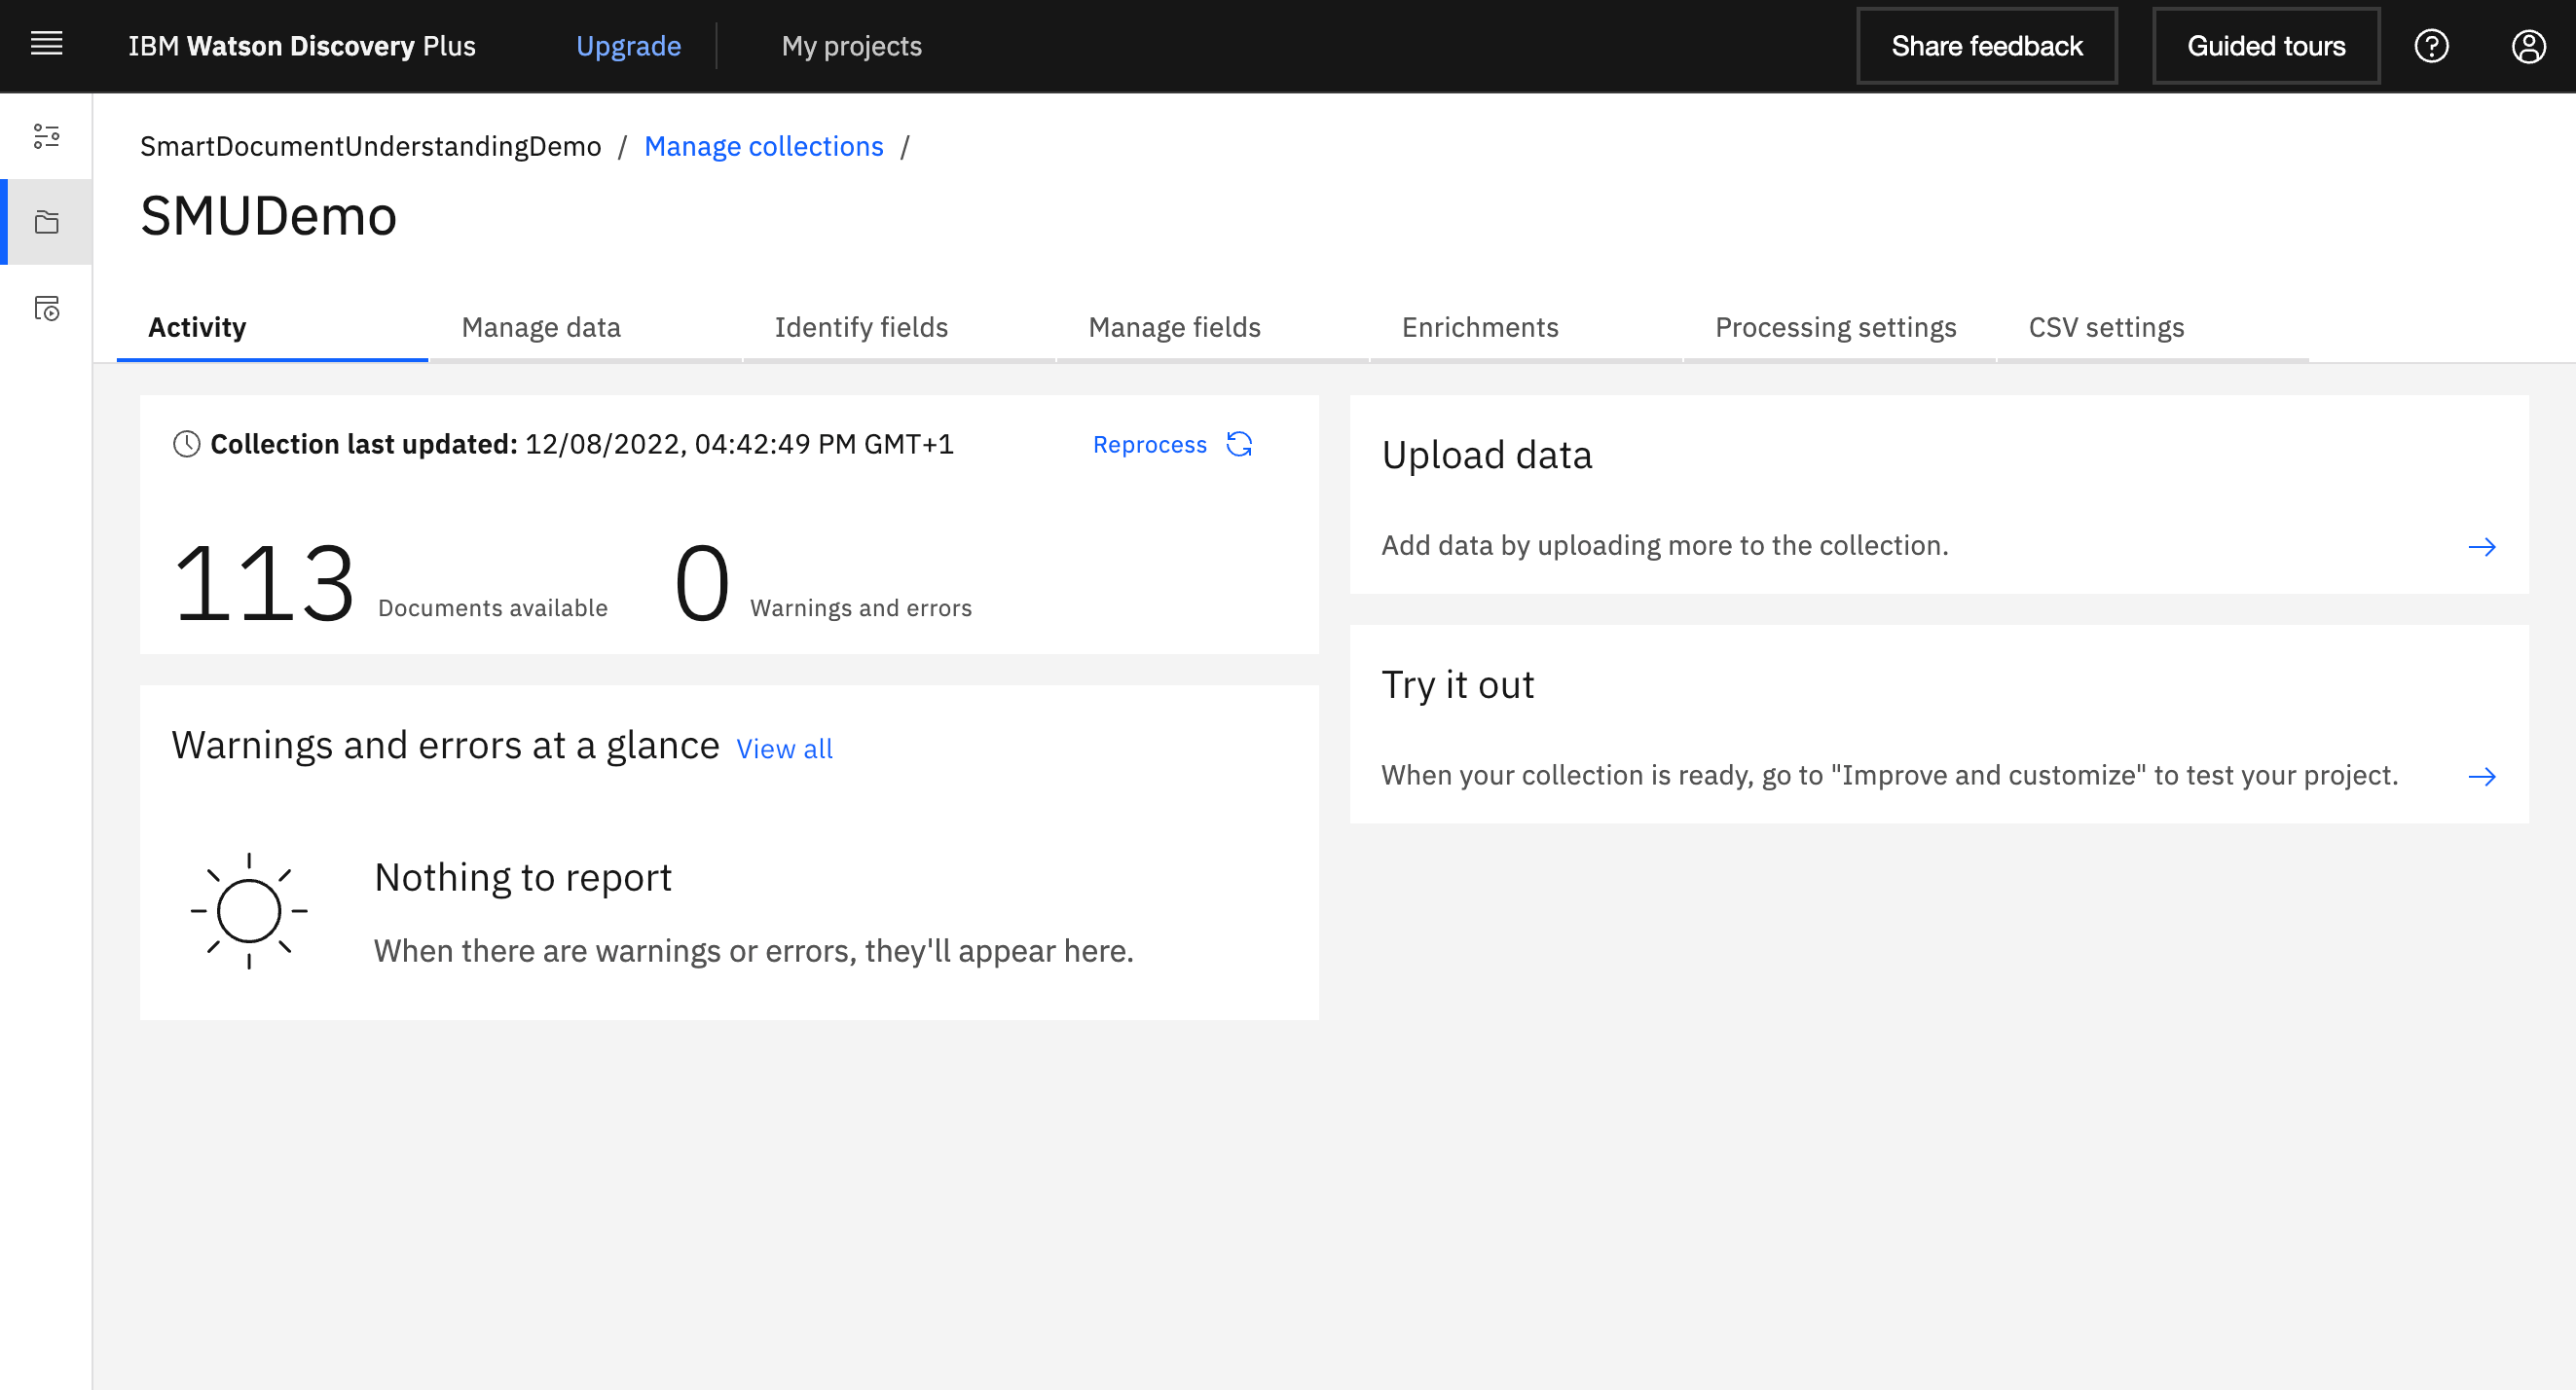 IBM Watson Discovery Plus
Upgrade
My projects
Share feedback
Guided tours
SmartDocumentUnderstandingDemo / Manage collections /
SMUDemo
Activity
Manage data
Identify fields
Manage fields
Enrichments
Processing settings
CSV settings
Collection last updated: 12/08/2022, 04:42:49 PM GMT+1
Reprocess
113 Documents available
0 Warnings and errors
Warnings and errors at a glance View all
Nothing to report
When there are warnings or errors, they'll appear here.
Upload data
Add data by uploading more to the collection.
Try it out
When your collection is ready, go to "Improve and customize" to test your project.